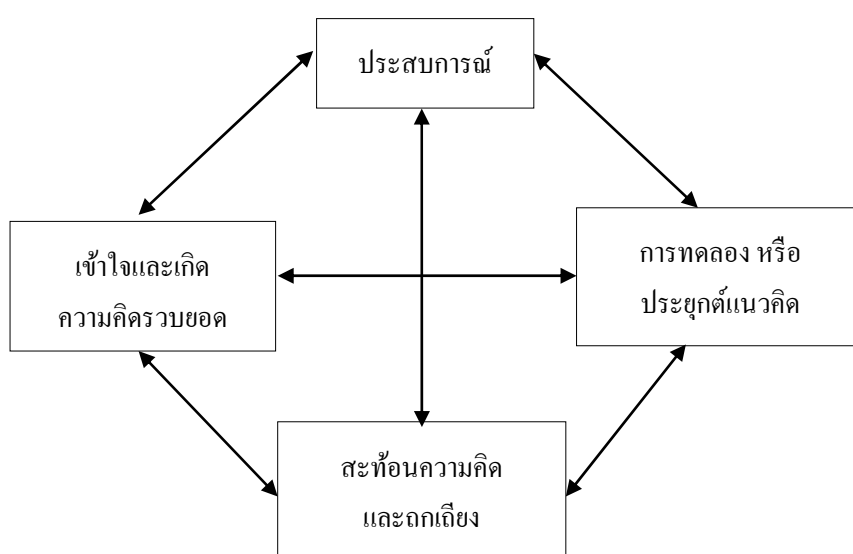 ประสบการณ์
เข้าใจและเกิด
ความคิดรวบยอด
การทดลอง หรือ
ประยุกต์แนวคิด
สะท้อนความคิด
และถกเถียง